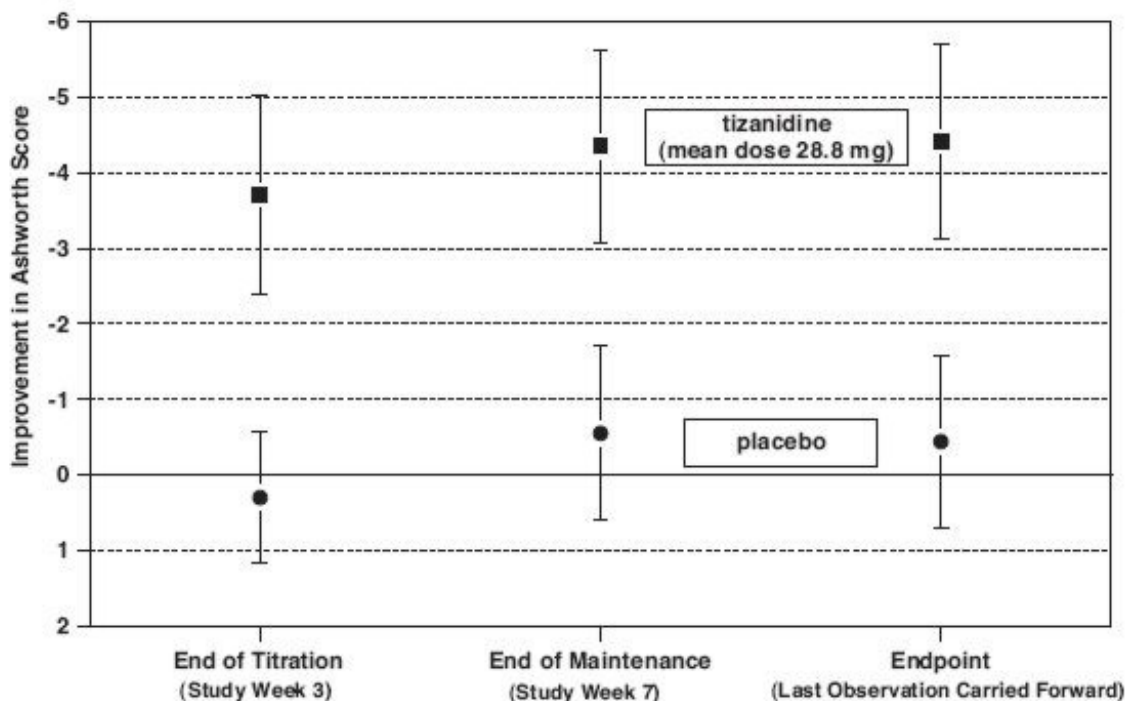 Improvement in Ashworth Score
-6
-5
-4
-3
-2
-1
0
1
2
tizanidine
(mean dose 28.8 mg)
placebo
End of Titration
(Study Week 3)
End of Maintenance
(Study Week 7)
Endpoint
(Last Observation Carried Forward)